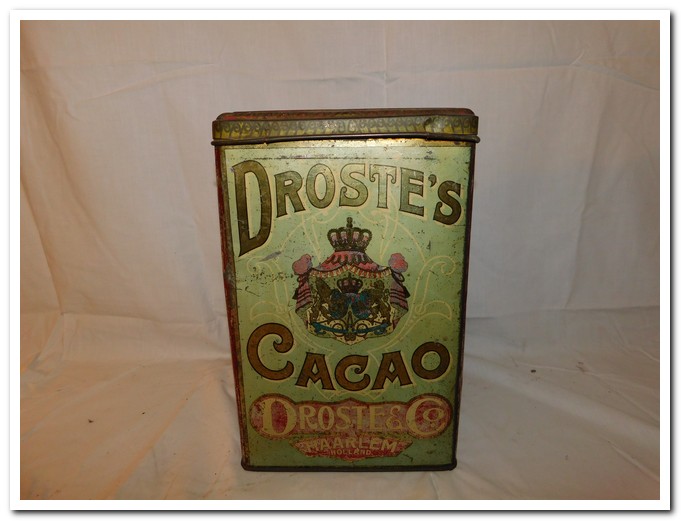 DROSTE'S
CACAO
DROSTE & Co
HAARLEM
HOLLAND